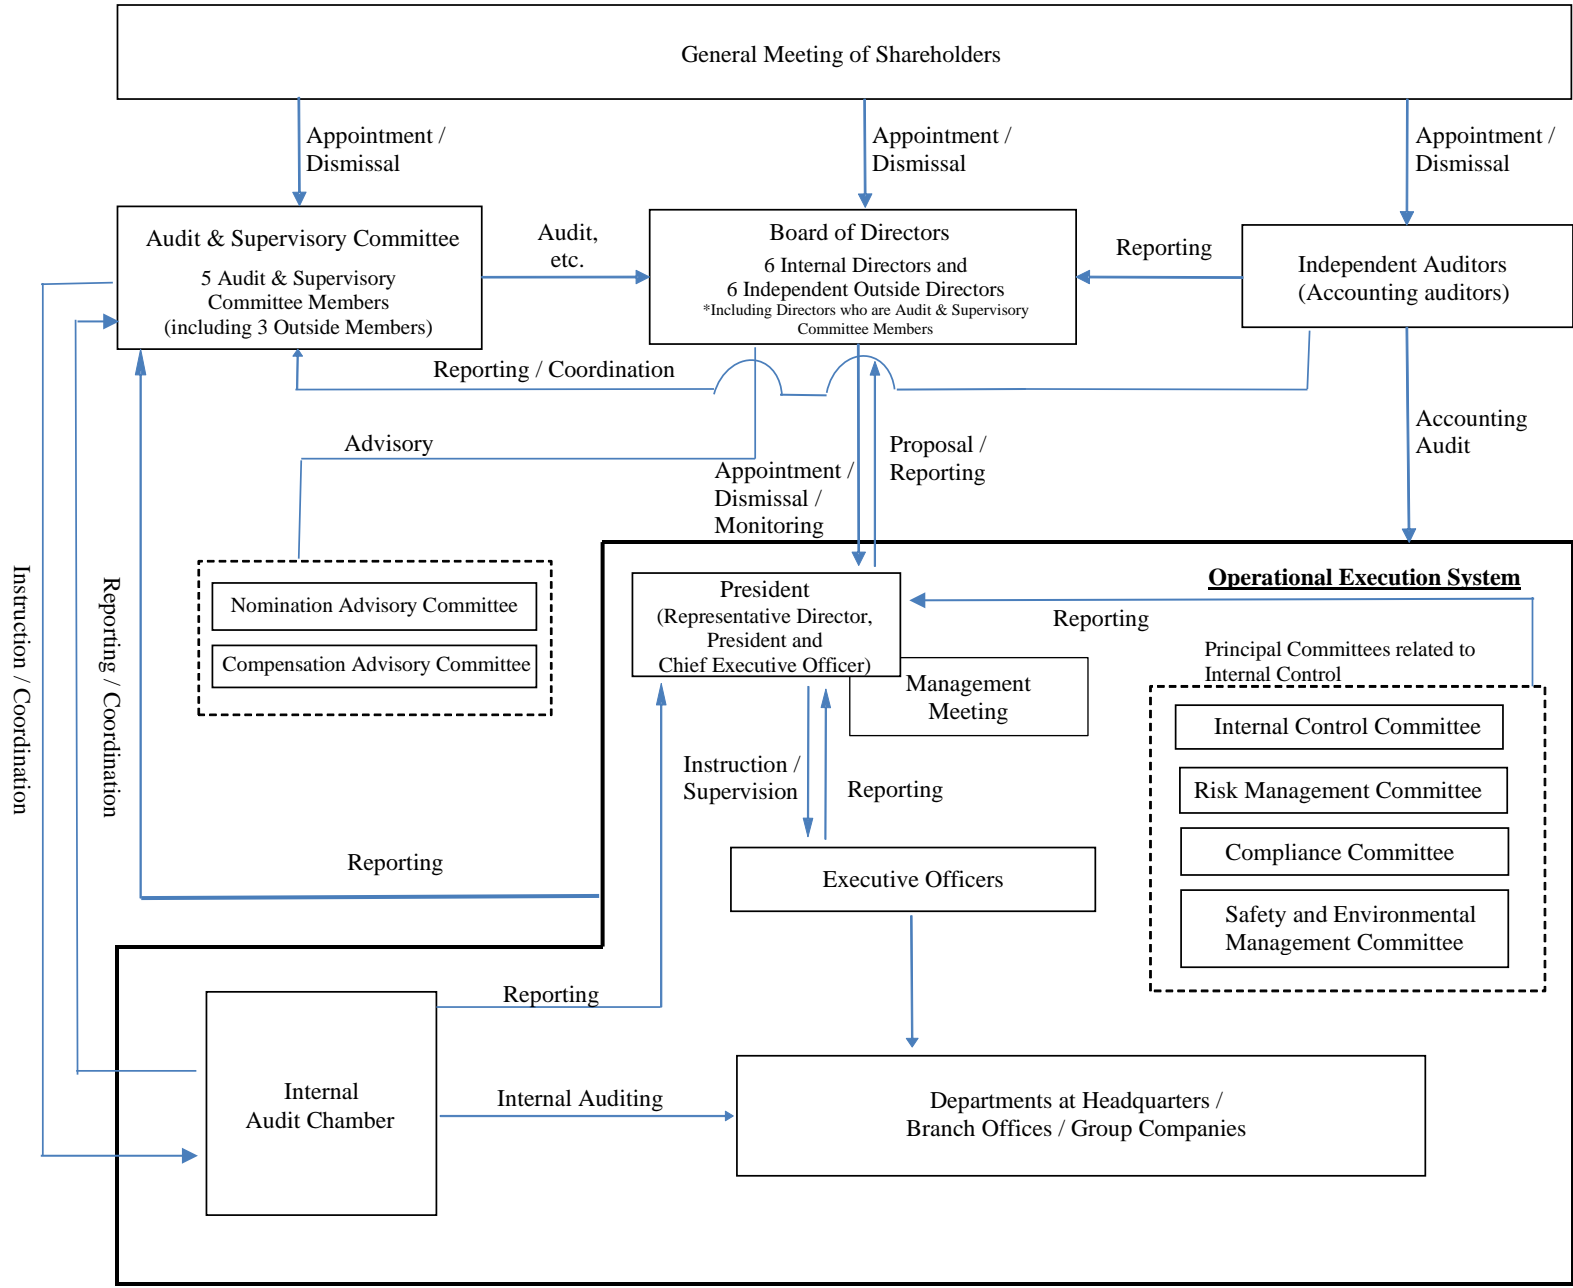 General Meeting of Shareholders
Appointment /
Dismissal
Appointment /
Dismissal
Appointment /
Dismissal
Audit & Supervisory Committee
5 Audit & Supervisory
Committee Members
(including 3 Outside Members)
Audit,
etc.
Board of Directors
6 Internal Directors and
6 Independent Outside Directors
*Including Directors who are Audit & Supervisory
Committee Members
Reporting
Independent Auditors
(Accounting auditors)
Reporting / Coordination
Advisory
Appointment /
Dismissal /
Monitoring
Proposal /
Reporting
Accounting
Audit
Instruction / Coordination
Reporting / Coordination
Nomination Advisory Committee
Compensation Advisory Committee
Operational Execution System
President
(Representative Director,
President and
Chief Executive Officer)
Management
Meeting
Reporting
Principal Committees related to
Internal Control
Internal Control Committee
Risk Management Committee
Compliance Committee
Safety and Environmental
Management Committee
Instruction /
Supervision
Reporting
Executive Officers
Reporting
Reporting
Internal
Audit Chamber
Internal Auditing
Departments at Headquarters /
Branch Offices / Group Companies